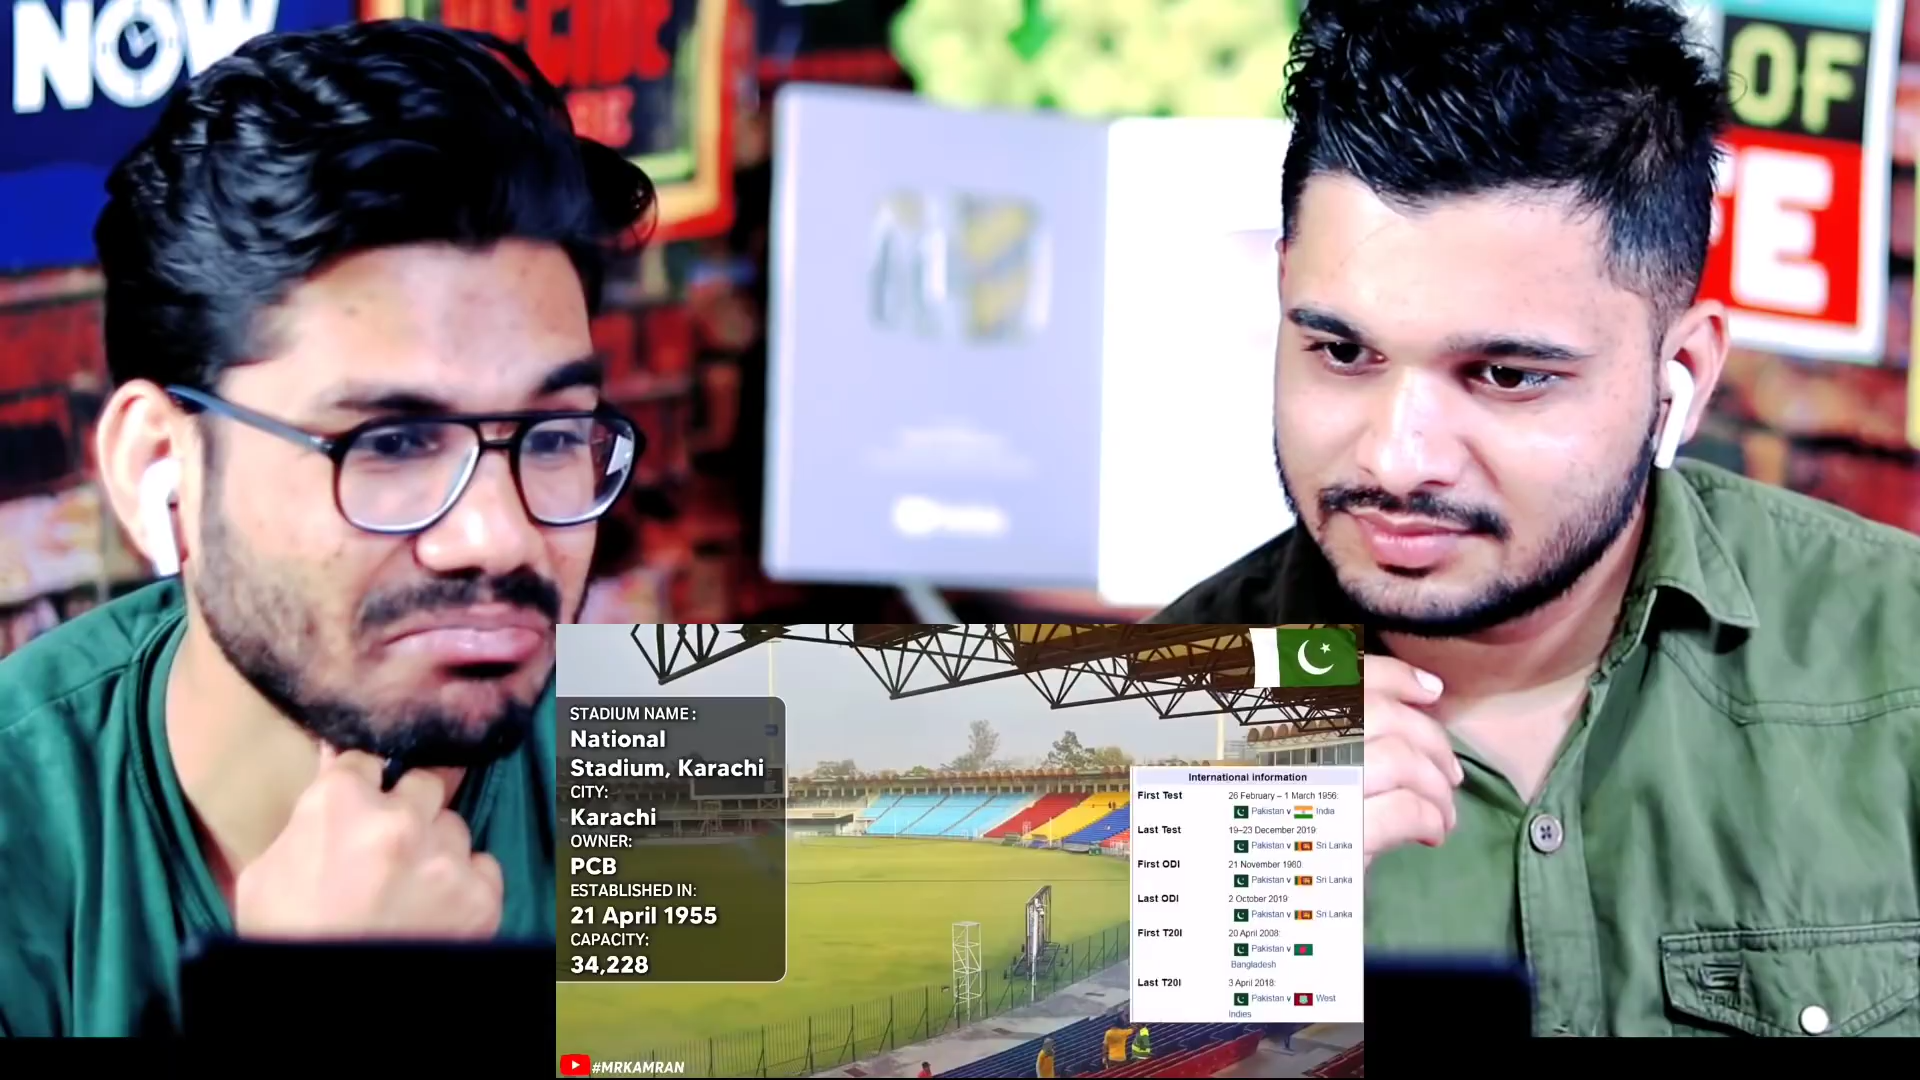 NOW
DECIDE
OF
TE
STADIUM NAME :
National
Stadium, Karachi
CITY:
Karachi
OWNER:
PCB
ESTABLISHED IN:
21 April 1955
CAPACITY:
34,228
International information
First Test 26 February – 1 March 1956:
Pakistan v India
Last Test 19–23 December 2019:
Pakistan v Sri Lanka
First ODI 21 November 1980:
Pakistan v Sri Lanka
Last ODI 2 October 2019:
Pakistan v Sri Lanka
First T20I 20 April 2008:
Pakistan v
Bangladesh
Last T20I 3 April 2018:
Pakistan v West
Indies
#MRKAMRAN